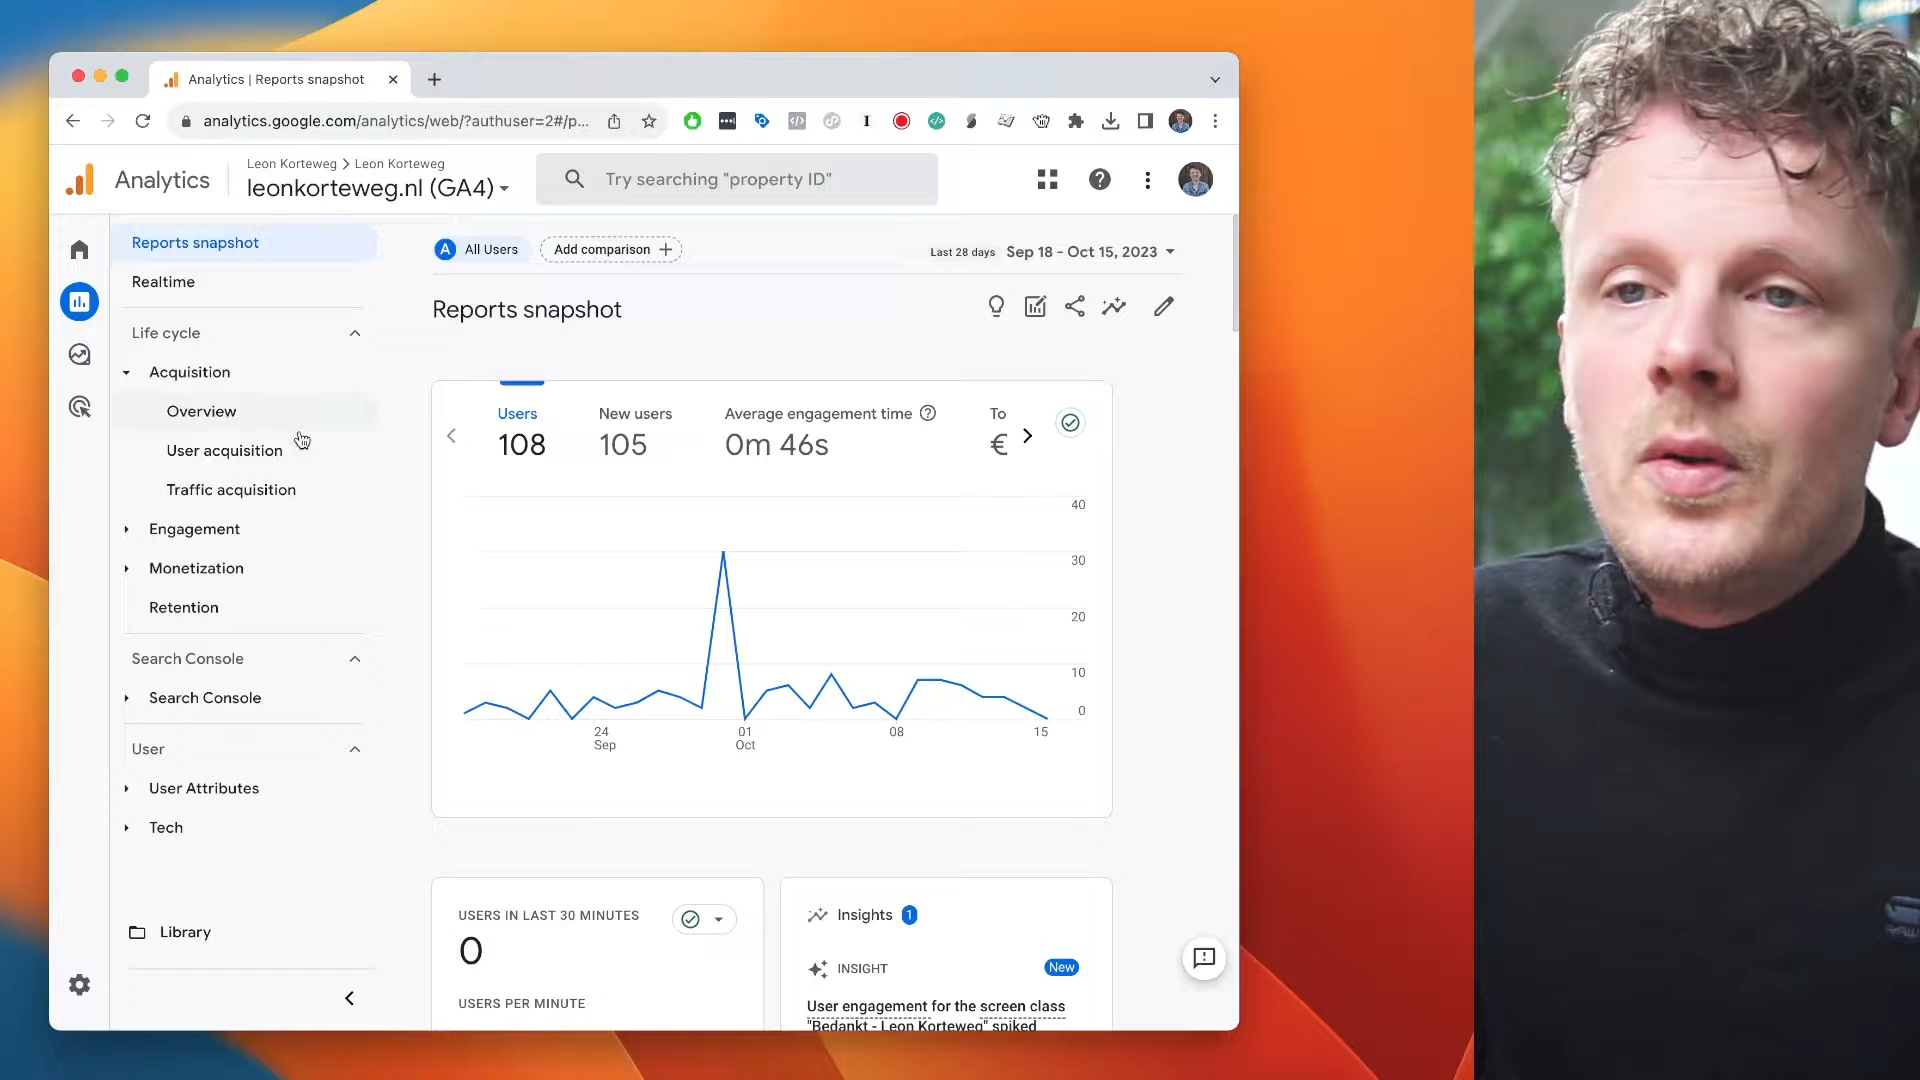 Analytics | Reports snapshot
analytics.google.com/analytics/web/?authuser=2#/p...
Analytics
Leon Korteweg > Leon Korteweg
leonkorteweg.nl (GA4)
Try searching "property ID"
Reports snapshot
Realtime
Life cycle
Acquisition
Overview
User acquisition
Traffic acquisition
Engagement
Monetization
Retention
Search Console
Search Console
User
User Attributes
Tech
Library
A All Users
Add comparison +
Last 28 days Sep 18 - Oct 15, 2023
Reports snapshot
Users
108
New users
105
Average engagement time
0m 46s
To
€
40
30
20
10
0
24
Sep
01
Oct
08
15
USERS IN LAST 30 MINUTES
0
USERS PER MINUTE
Insights 1
INSIGHT
New
User engagement for the screen class
"Bedankt - Leon Korteweg" spiked